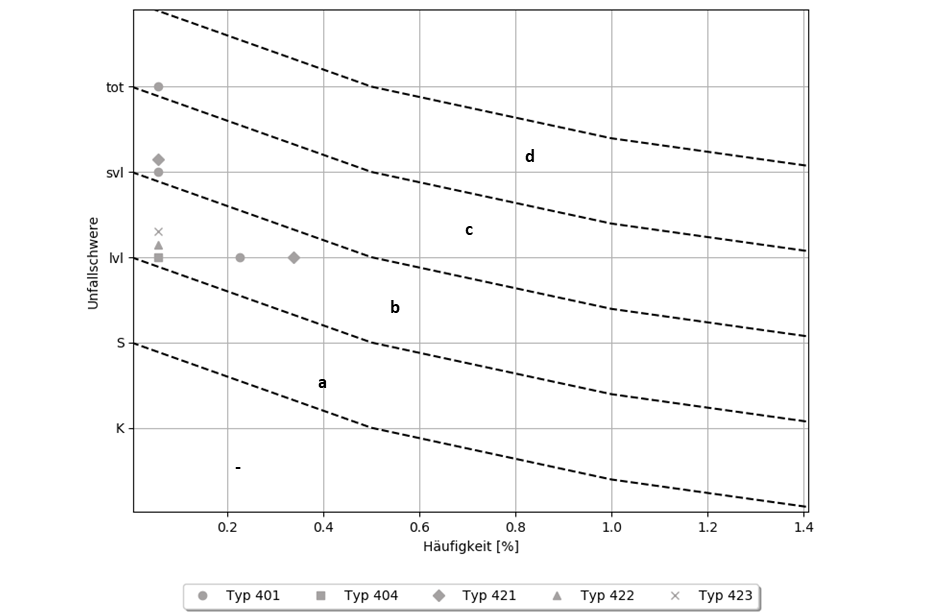 tot
svl
lvl
S
K
Unfallschwere
d
c
b
a
-
0.2 0.4 0.6 0.8 1.0 1.2 1.4
Häufigkeit [%]
Typ 401 Typ 404 Typ 421 Typ 422 Typ 423